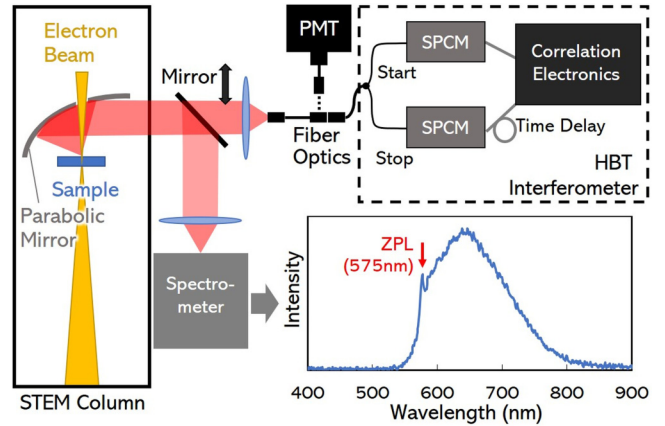 Electron
Beam
PMT
Mirror
SPCM
Correlation
Electronics
Start
Fiber
Optics
SPCM
Stop
Time Delay
HBT
Interferometer
Sample
Parabolic
Mirror
STEM Column
Spectro-
meter
ZPL
(575nm)
Intensity
400 500 600 700 800 900
Wavelength (nm)